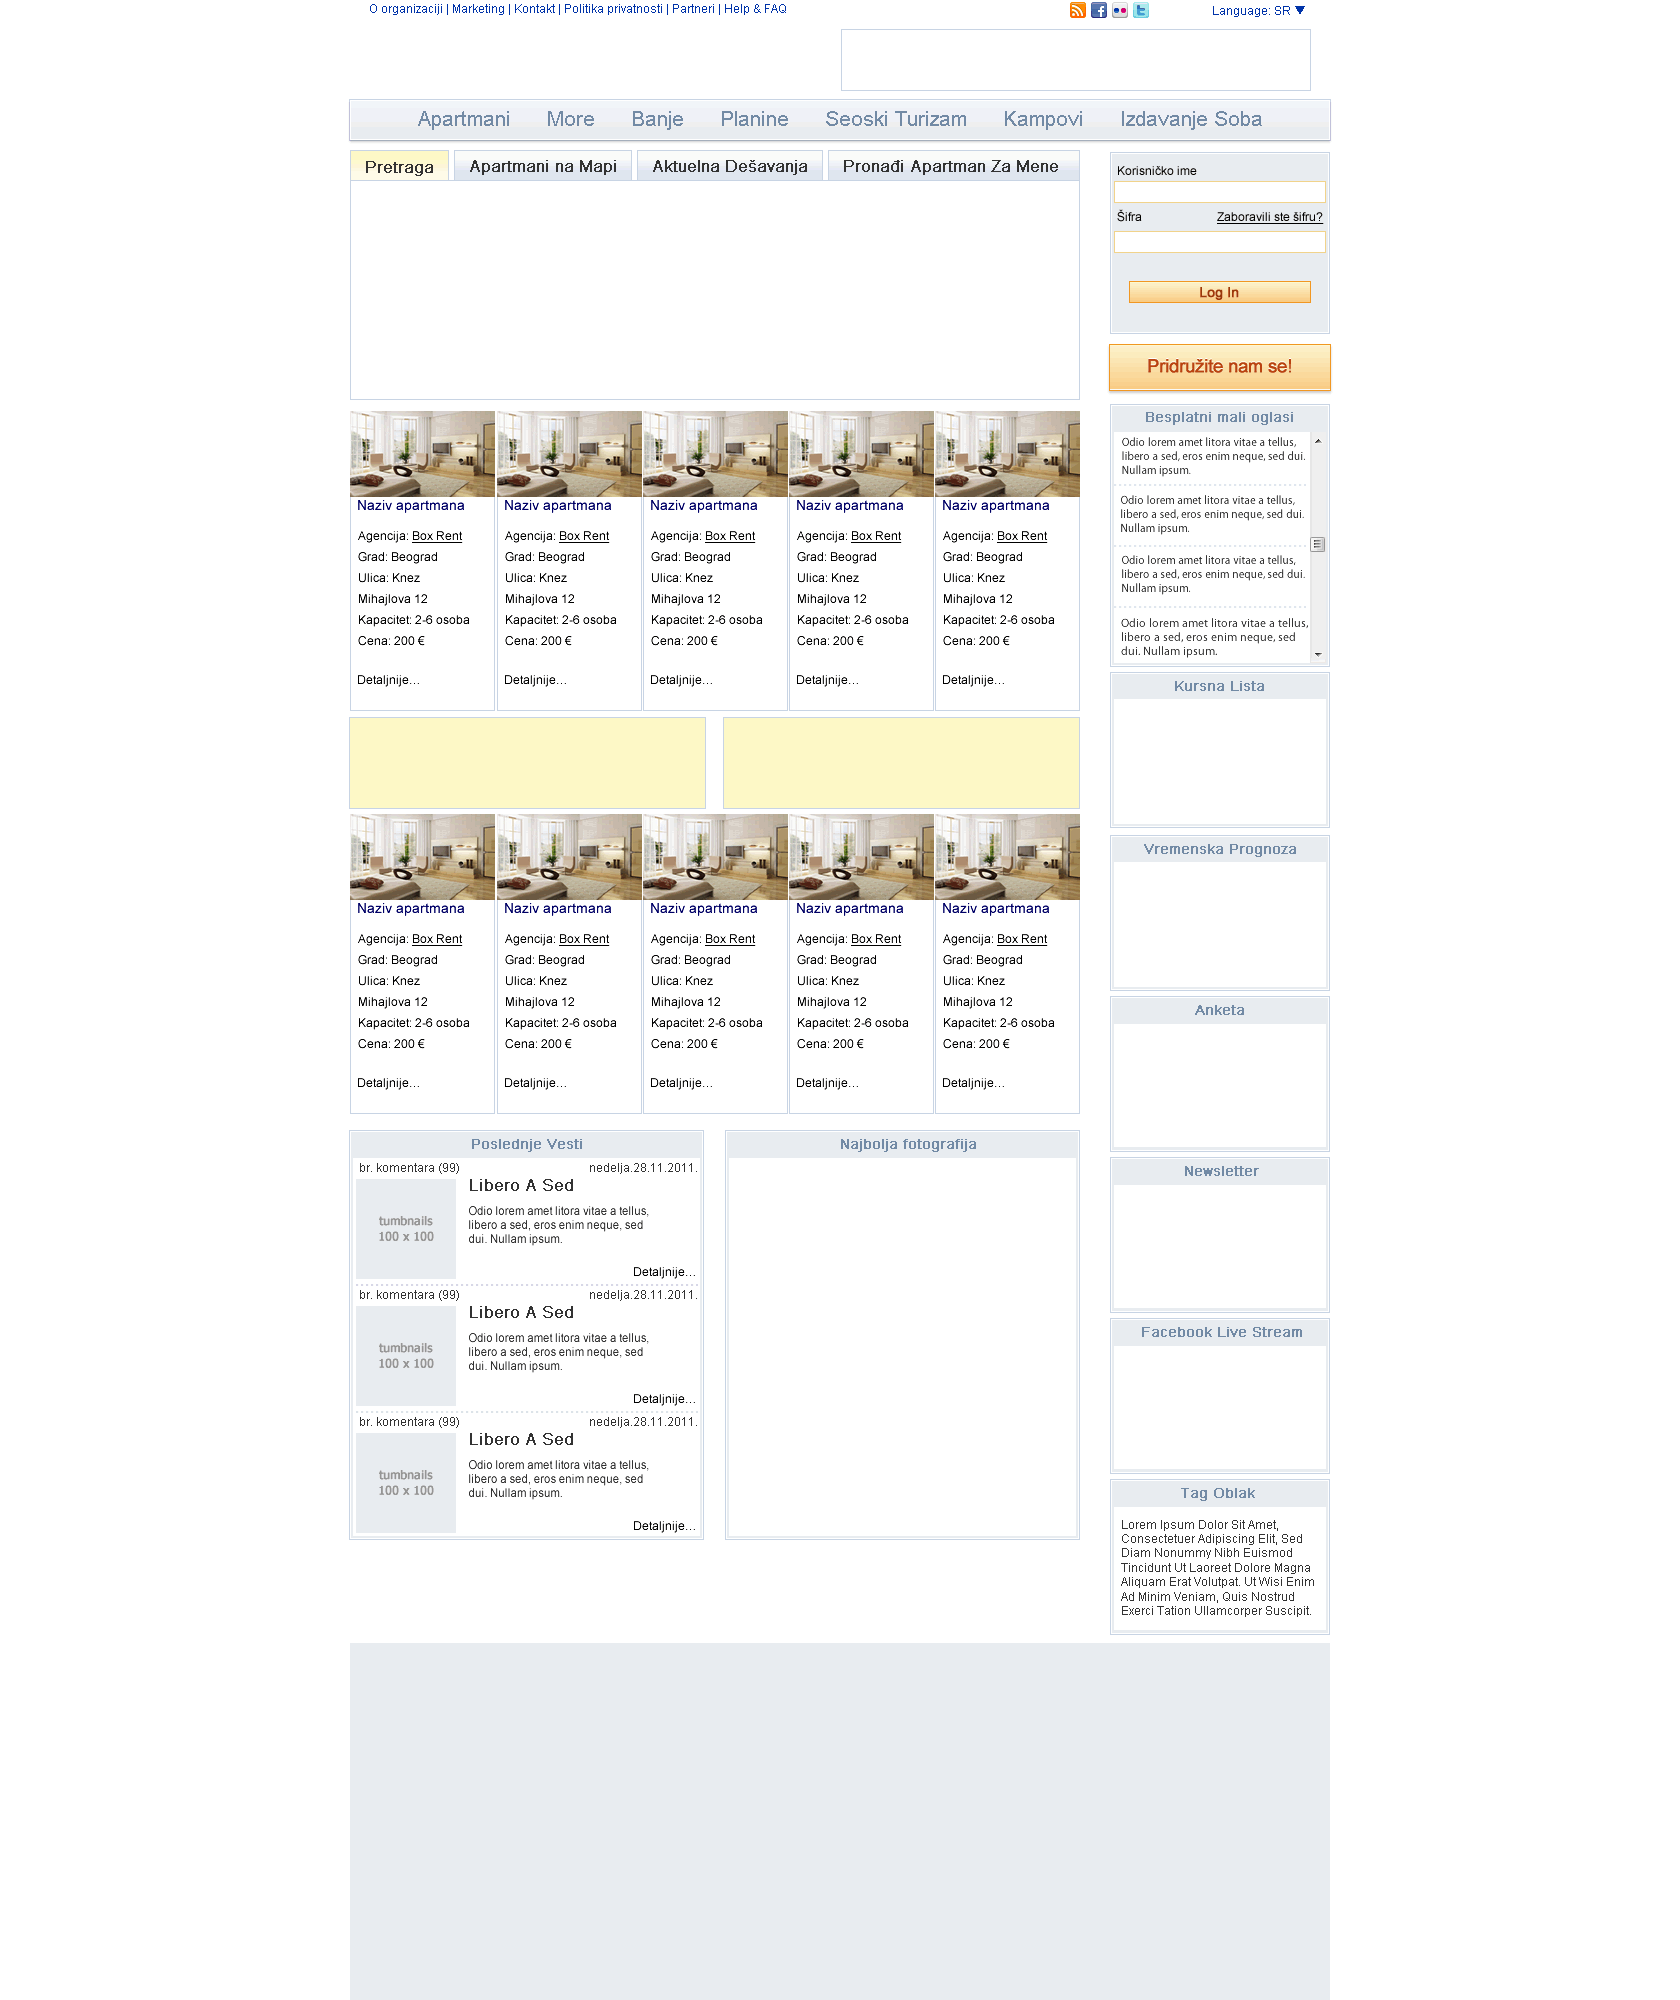 O organizaciji | Marketing | Kontakt | Politika privatnosti | Partneri | Help & FAQ
Language: SR
Apartmani More Banje Planine Seoski Turizam Kampovi Izdavanje Soba
Pretraga Apartmani na Mapi Aktuelna Dešavanja Pronađi Apartman Za Mene
Korisničko ime
Šifra Zaboravili ste šifru?
Log In
Pridružite nam se!
Besplatni mali oglasi
Odio lorem amet litora vitae a tellus,
libero a sed, eros enim neque, sed dui.
Nullam ipsum.
Odio lorem amet litora vitae a tellus,
libero a sed, eros enim neque, sed dui.
Nullam ipsum.
Odio lorem amet litora vitae a tellus,
libero a sed, eros enim neque, sed dui.
Nullam ipsum.
Odio lorem amet litora vitae a tellus,
libero a sed, eros enim neque, sed
dui. Nullam ipsum.
Naziv apartmana Naziv apartmana Naziv apartmana Naziv apartmana Naziv apartmana
Agencija: Box Rent Agencija: Box Rent Agencija: Box Rent Agencija: Box Rent Agencija: Box Rent
Grad: Beograd Grad: Beograd Grad: Beograd Grad: Beograd Grad: Beograd
Ulica: Knez Ulica: Knez Ulica: Knez Ulica: Knez Ulica: Knez
Mihajlova 12 Mihajlova 12 Mihajlova 12 Mihajlova 12 Mihajlova 12
Kapacitet: 2-6 osoba Kapacitet: 2-6 osoba Kapacitet: 2-6 osoba Kapacitet: 2-6 osoba Kapacitet: 2-6 osoba
Cena: 200 € Cena: 200 € Cena: 200 € Cena: 200 € Cena: 200 €
Detaljnije... Detaljnije... Detaljnije... Detaljnije... Detaljnije...
Kursna Lista
Vremenska Prognoza
Naziv apartmana Naziv apartmana Naziv apartmana Naziv apartmana Naziv apartmana
Agencija: Box Rent Agencija: Box Rent Agencija: Box Rent Agencija: Box Rent Agencija: Box Rent
Grad: Beograd Grad: Beograd Grad: Beograd Grad: Beograd Grad: Beograd
Ulica: Knez Ulica: Knez Ulica: Knez Ulica: Knez Ulica: Knez
Mihajlova 12 Mihajlova 12 Mihajlova 12 Mihajlova 12 Mihajlova 12
Kapacitet: 2-6 osoba Kapacitet: 2-6 osoba Kapacitet: 2-6 osoba Kapacitet: 2-6 osoba Kapacitet: 2-6 osoba
Cena: 200 € Cena: 200 € Cena: 200 € Cena: 200 € Cena: 200 €
Detaljnije... Detaljnije... Detaljnije... Detaljnije... Detaljnije...
Anketa
Poslednje Vesti
br. komentara (99) nedelja.28.11.2011.
Libero A Sed
tumbnails
100 x 100
Odio lorem amet litora vitae a tellus,
libero a sed, eros enim neque, sed
dui. Nullam ipsum.
Detaljnije...
br. komentara (99) nedelja.28.11.2011.
Libero A Sed
tumbnails
100 x 100
Odio lorem amet litora vitae a tellus,
libero a sed, eros enim neque, sed
dui. Nullam ipsum.
Detaljnije...
br. komentara (99) nedelja.28.11.2011.
Libero A Sed
tumbnails
100 x 100
Odio lorem amet litora vitae a tellus,
libero a sed, eros enim neque, sed
dui. Nullam ipsum.
Detaljnije...
Najbolja fotografija
Newsletter
Facebook Live Stream
Tag Oblak
Lorem Ipsum Dolor Sit Amet,
Consectetuer Adipiscing Elit, Sed
Diam Nonummy Nibh Euismod
Tincidunt Ut Laoreet Dolore Magna
Aliquam Erat Volutpat. Ut Wisi Enim
Ad Minim Veniam, Quis Nostrud
Exerci Tation Ullamcorper Suscipit.